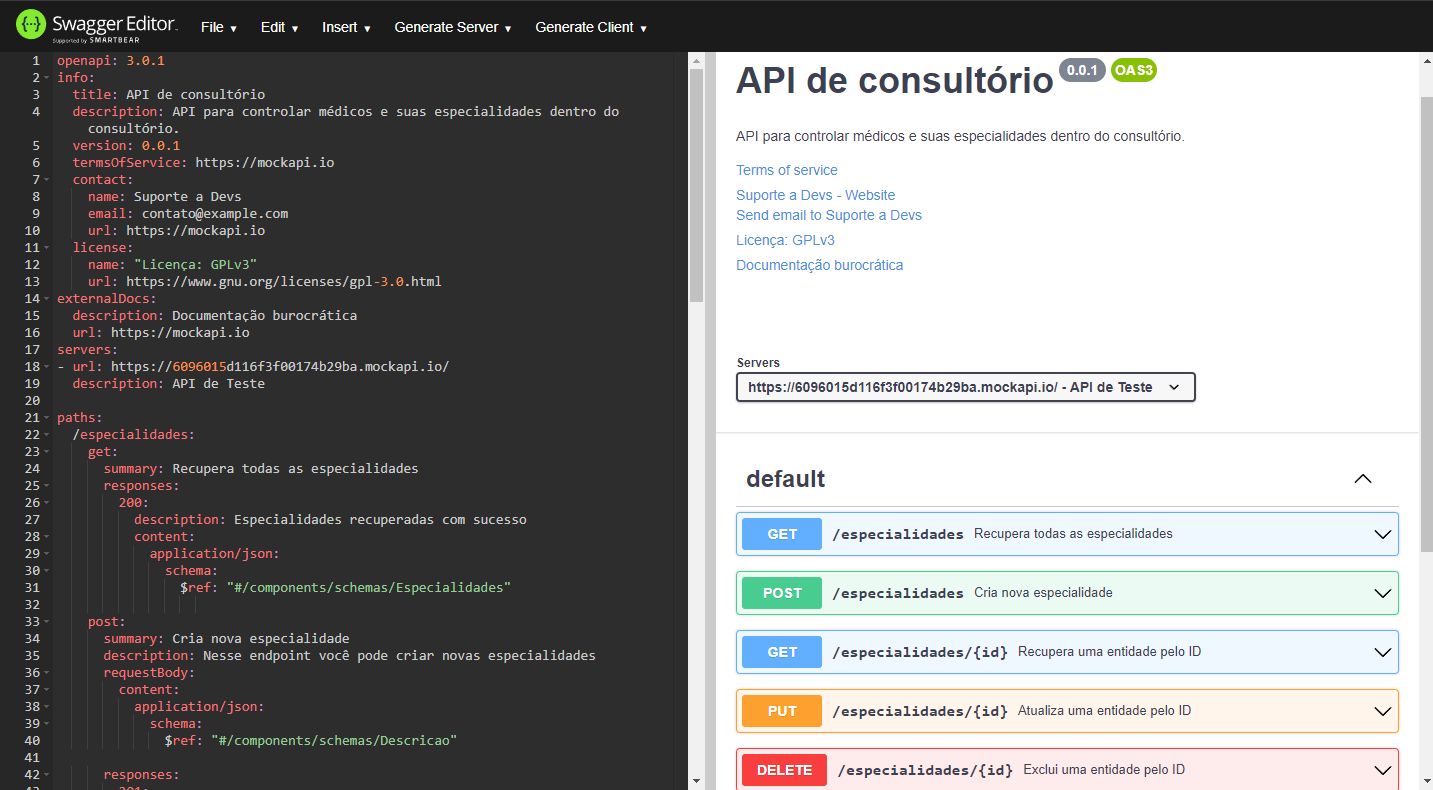 Swagger Editor
Supported by SMARTBEAR
File ▾
Edit ▾
Insert ▾
Generate Server ▾
Generate Client ▾
1 openapi: 3.0.1
2 info:
3 title: API de consultório
4 description: API para controlar médicos e suas especialidades dentro do
consultório.
5 version: 0.0.1
6 termsOfService: https://mockapi.io
7 contact:
8 name: Suporte a Devs
9 email: contato@example.com
10 url: https://mockapi.io
11 license:
12 name: "Licença: GPLv3"
13 url: https://www.gnu.org/licenses/gpl-3.0.html
14 externalDocs:
15 description: Documentação burocrática
16 url: https://mockapi.io
17 servers:
18 - url: https://6096015d116f3f00174b29ba.mockapi.io/
19 description: API de Teste
20
21 paths:
22 /especialidades:
23 get:
24 summary: Recupera todas as especialidades
25 responses:
26 200:
27 description: Especialidades recuperadas com sucesso
28 content:
29 application/json:
30 schema:
31 $ref: "#/components/schemas/Especialidades"
32
33 post:
34 summary: Cria nova especialidade
35 description: Nesse endpoint você pode criar novas especialidades
36 requestBody:
37 content:
38 application/json:
39 schema:
40 $ref: "#/components/schemas/Descricao"
41
42 responses:
43 201:
API de consultório 0.0.1 OAS3
API para controlar médicos e suas especialidades dentro do consultório.
Terms of service
Suporte a Devs - Website
Send email to Suporte a Devs
Licença: GPLv3
Documentação burocrática
Servers
https://6096015d116f3f00174b29ba.mockapi.io/ - API de Teste
default
GET /especialidades Recupera todas as especialidades
POST /especialidades Cria nova especialidade
GET /especialidades/{id} Recupera uma entidade pelo ID
PUT /especialidades/{id} Atualiza uma entidade pelo ID
DELETE /especialidades/{id} Exclui uma entidade pelo ID